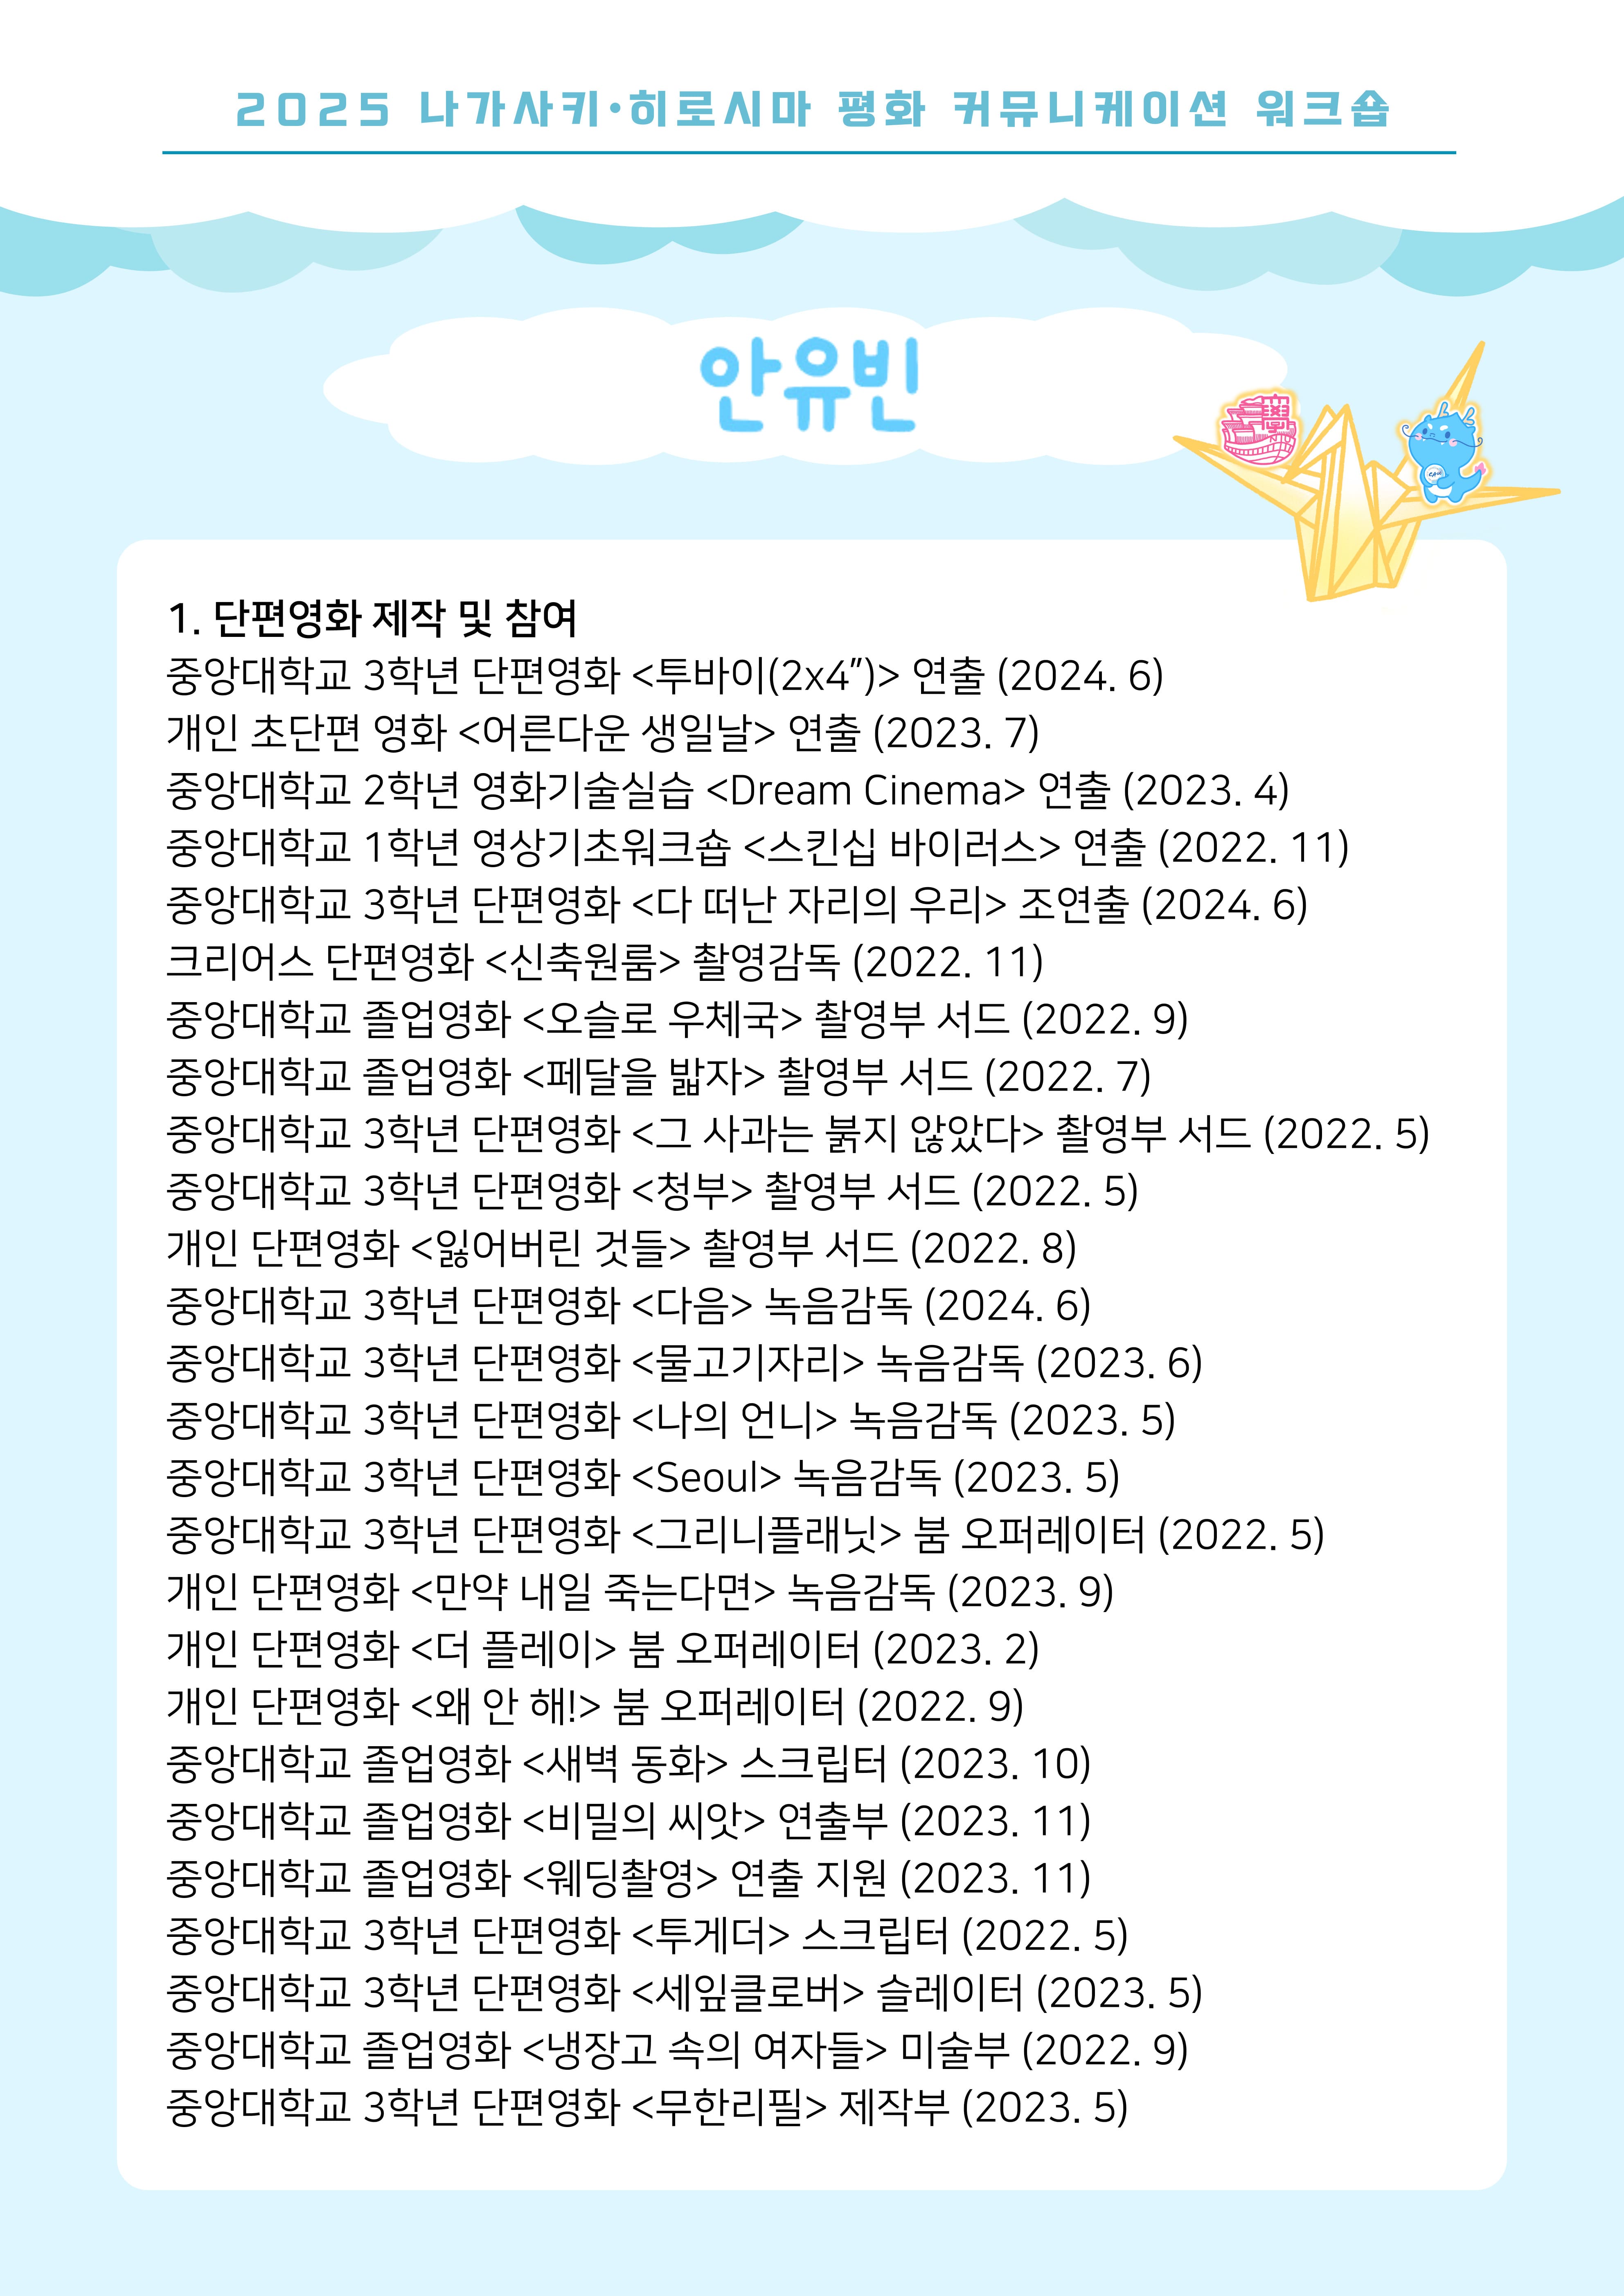 2025 나가사키·히로시마 평화 커뮤니케이션 워크숍
안유빈
1. 단편영화 제작 및 참여
중앙대학교 3학년 단편영화 <투바이(2x4")> 연출 (2024. 6)
개인 초단편 영화 <어른다운 생일날> 연출 (2023. 7)
중앙대학교 2학년 영화기술실습 <Dream Cinema> 연출 (2023. 4)
중앙대학교 1학년 영상기초워크숍 <스킨십 바이러스> 연출 (2022. 11)
중앙대학교 3학년 단편영화 <다 떠난 자리의 우리> 조연출 (2024. 6)
크리어스 단편영화 <신축원룸> 촬영감독 (2022. 11)
중앙대학교 졸업영화 <오슬로 우체국> 촬영부 서드 (2022. 9)
중앙대학교 졸업영화 <페달을 밟자> 촬영부 서드 (2022. 7)
중앙대학교 3학년 단편영화 <그 사과는 붉지 않았다> 촬영부 서드 (2022. 5)
중앙대학교 3학년 단편영화 <청부> 촬영부 서드 (2022. 5)
개인 단편영화 <잃어버린 것들> 촬영부 서드 (2022. 8)
중앙대학교 3학년 단편영화 <다음> 녹음감독 (2024. 6)
중앙대학교 3학년 단편영화 <물고기자리> 녹음감독 (2023. 6)
중앙대학교 3학년 단편영화 <나의 언니> 녹음감독 (2023. 5)
중앙대학교 3학년 단편영화 <Seoul> 녹음감독 (2023. 5)
중앙대학교 3학년 단편영화 <그리니플래닛> 붐 오퍼레이터 (2022. 5)
개인 단편영화 <만약 내일 죽는다면> 녹음감독 (2023. 9)
개인 단편영화 <더 플레이> 붐 오퍼레이터 (2023. 2)
개인 단편영화 <왜 안 해!> 붐 오퍼레이터 (2022. 9)
중앙대학교 졸업영화 <새벽 동화> 스크립터 (2023. 10)
중앙대학교 졸업영화 <비밀의 씨앗> 연출부 (2023. 11)
중앙대학교 졸업영화 <웨딩촬영> 연출 지원 (2023. 11)
중앙대학교 3학년 단편영화 <투게더> 스크립터 (2022. 5)
중앙대학교 3학년 단편영화 <세잎클로버> 슬레이터 (2023. 5)
중앙대학교 졸업영화 <냉장고 속의 여자들> 미술부 (2022. 9)
중앙대학교 3학년 단편영화 <무한리필> 제작부 (2023. 5)